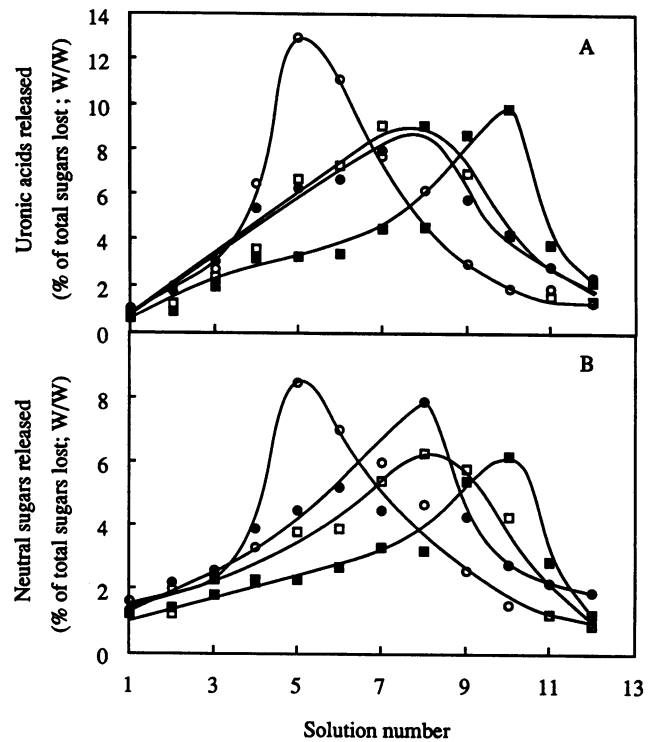 14
12
10
8
6
4
2
0
Uronic acids released
(% of total sugars lost ; W/W)
A
8
6
4
2
0
Neutral sugars released
(% of total sugars lost; W/W)
B
1
3
5
7
9
11
13
Solution number